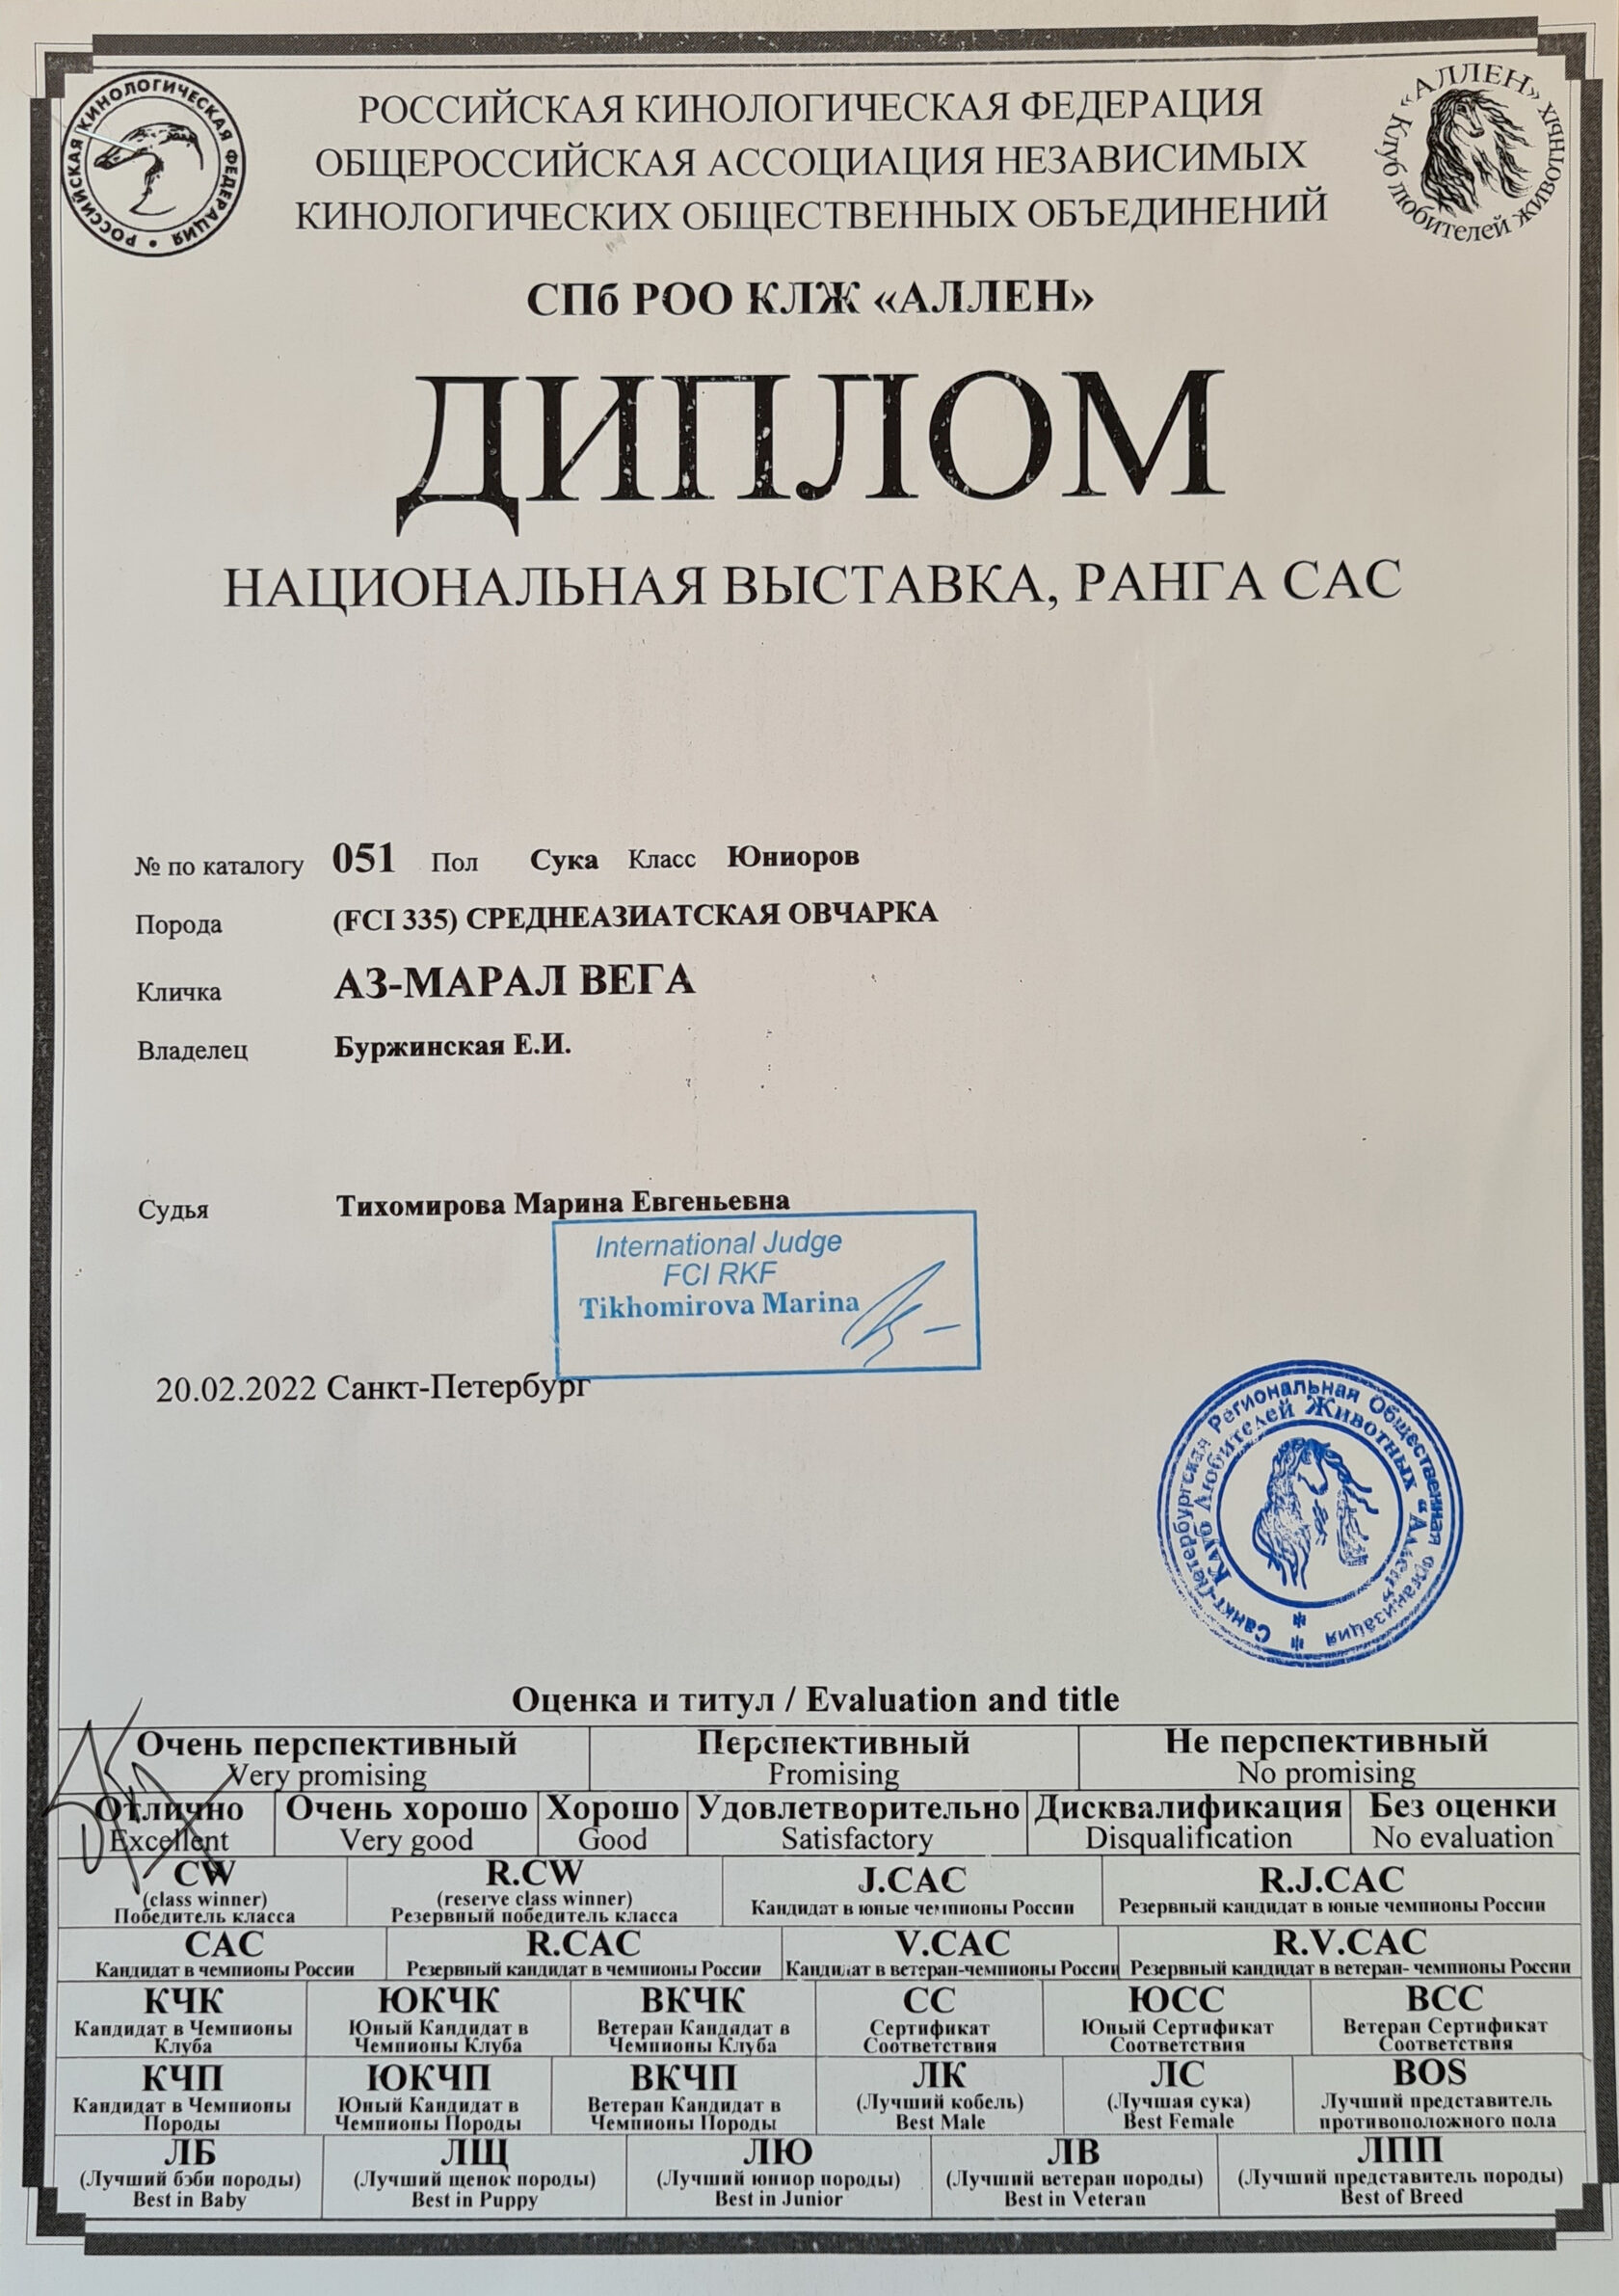 РОССИЙСКАЯ КИНОЛОГИЧЕСКАЯ ФЕДЕРАЦИЯ
«АЛЛЕН» Клуб любителей животных
РОССИЙСКАЯ КИНОЛОГИЧЕСКАЯ ФЕДЕРАЦИЯ
ОБЩЕРОССИЙСКАЯ АССОЦИАЦИЯ НЕЗАВИСИМЫХ
КИНОЛОГИЧЕСКИХ ОБЩЕСТВЕННЫХ ОБЪЕДИНЕНИЙ
СПб РОО КЛЖ «АЛЛЕН»
ДИПЛОМ
НАЦИОНАЛЬНАЯ ВЫСТАВКА, РАНГА САС
№ по каталогу 051 Пол Сука Класс Юниоров
Порода (FCI 335) СРЕДНЕАЗИАТСКАЯ ОВЧАРКА
Кличка АЗ-МАРАЛ ВЕГА
Владелец Буржинская Е.И.
Судья Тихомирова Марина Евгеньевна
International Judge
FCI RKF
Tikhomirova Marina
20.02.2022 Санкт-Петербург
Санкт-Петербургская Региональная Общественная организация
Клуб Любителей Животных "Аллен"
Оценка и титул / Evaluation and title
Очень перспективный Перспективный Не перспективный
Very promising Promising No promising
Отлично Очень хорошо Хорошо Удовлетворительно Дисквалификация Без оценки
Excellent Very good Good Satisfactory Disqualification No evaluation
CW R.CW J.CAC R.J.CAC
(class winner) (reserve class winner) Кандидат в юные чемпионы России Резервный кандидат в юные чемпионы России
Победитель класса Резервный победитель класса
CAC R.CAC V.CAC R.V.CAC
Кандидат в чемпионы России Резервный кандидат в чемпионы России Кандидат в ветеран-чемпионы России Резервный кандидат в ветеран- чемпионы России
КЧК ЮКЧК ВКЧК СС ЮСС ВСС
Кандидат в Чемпионы Юный Кандидат в Ветеран Кандидат в Сертификат Юный Сертификат Ветеран Сертификат
Клуба Чемпионы Клуба Чемпионы Клуба Соответствия Соответствия Соответствия
КЧП ЮКЧП ВКЧП ЛК ЛС BOS
Кандидат в Чемпионы Юный Кандидат в Ветеран Кандидат в (Лучший кобель) (Лучшая сука) Лучший представитель
Породы Чемпионы Породы Чемпионы Породы Best Male Best Female противоположного пола
ЛБ ЛЩ ЛЮ ЛВ ЛПП
(Лучший бэби породы) (Лучший щенок породы) (Лучший юниор породы) (Лучший ветеран породы) (Лучший представитель породы)
Best in Baby Best in Puppy Best in Junior Best in Veteran Best of Breed